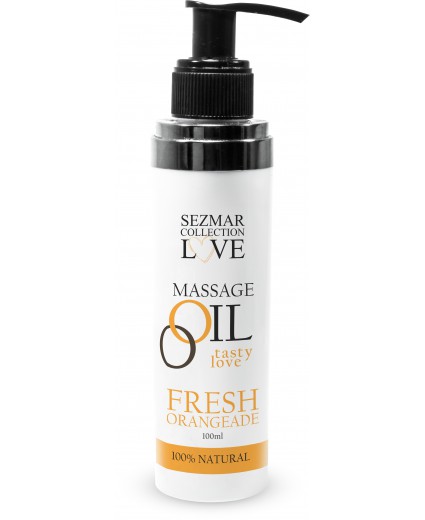 SEZMAR
COLLECTION
LOVE
MASSAGE
OIL
tasty
love
FRESH
ORANGEADE
100ml
100% NATURAL